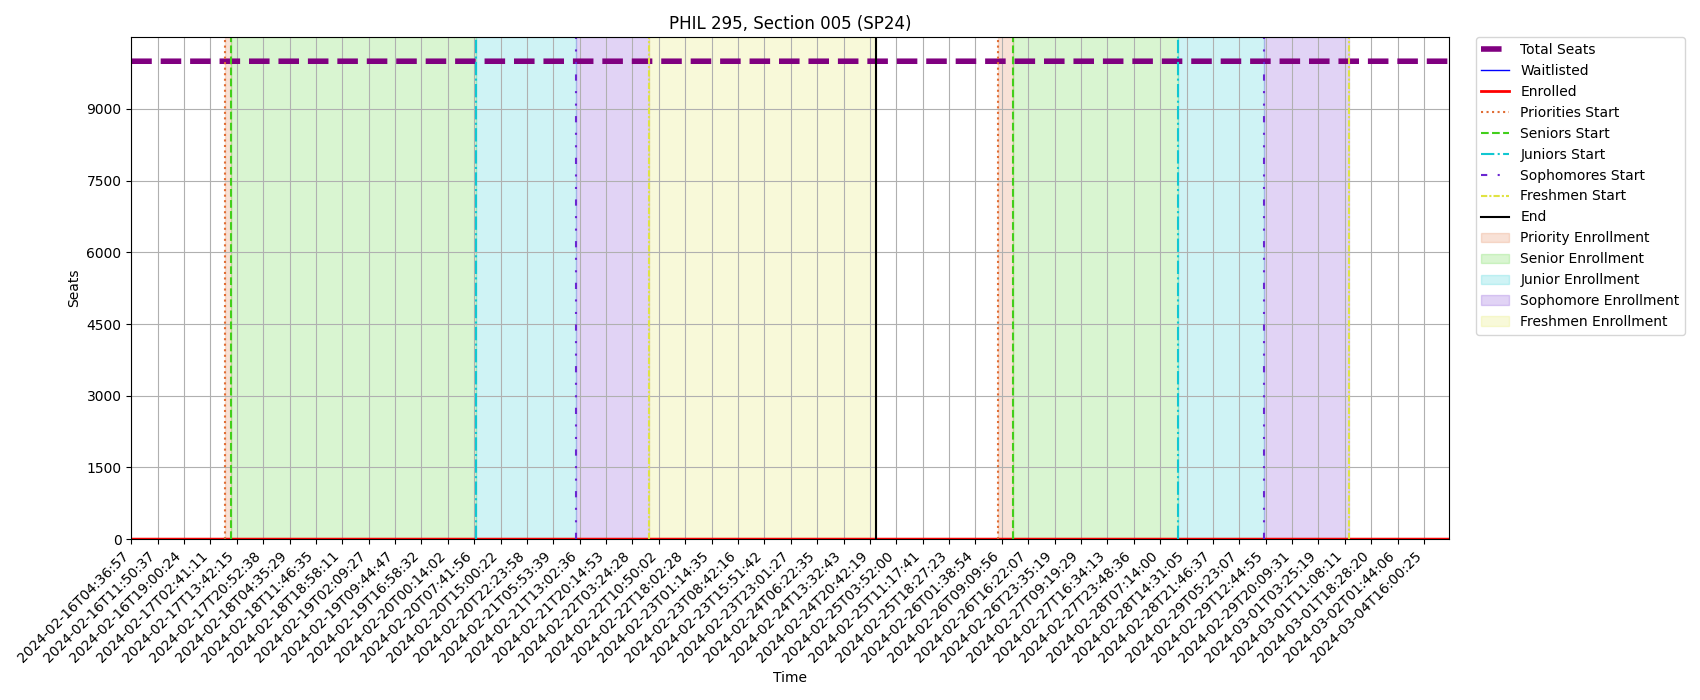 PHIL 295, Section 005 (SP24)
Total Seats
Waitlisted
Enrolled
Priorities Start
Seniors Start
Juniors Start
Sophomores Start
Freshmen Start
End
Priority Enrollment
Senior Enrollment
Junior Enrollment
Sophomore Enrollment
Freshmen Enrollment
Seats
9000
7500
6000
4500
3000
1500
0
2024-02-16T04:36:57
2024-02-16T11:50:37
2024-02-16T19:00:24
2024-02-17T02:41:11
2024-02-17T13:42:15
2024-02-17T20:52:38
2024-02-18T04:35:29
2024-02-18T11:46:35
2024-02-18T18:58:11
2024-02-19T02:09:27
2024-02-19T09:44:47
2024-02-19T16:58:32
2024-02-20T00:14:02
2024-02-20T07:41:56
2024-02-20T15:00:22
2024-02-20T22:23:58
2024-02-21T05:53:39
2024-02-21T13:02:36
2024-02-21T20:14:53
2024-02-22T03:24:28
2024-02-22T10:50:02
2024-02-22T18:02:28
2024-02-23T01:14:35
2024-02-23T08:42:16
2024-02-23T15:51:42
2024-02-23T23:01:27
2024-02-24T06:22:35
2024-02-24T13:32:43
2024-02-24T20:42:19
2024-02-25T03:52:00
2024-02-25T11:17:41
2024-02-25T18:27:23
2024-02-26T01:38:54
2024-02-26T09:09:56
2024-02-26T16:22:07
2024-02-26T23:35:19
2024-02-27T09:19:29
2024-02-27T16:34:13
2024-02-27T23:48:36
2024-02-28T07:14:00
2024-02-28T14:31:05
2024-02-28T21:46:37
2024-02-29T05:23:07
2024-02-29T12:44:55
2024-02-29T20:09:31
2024-03-01T03:25:19
2024-03-01T11:08:11
2024-03-01T18:28:20
2024-03-02T01:44:06
2024-03-04T16:00:25
Time